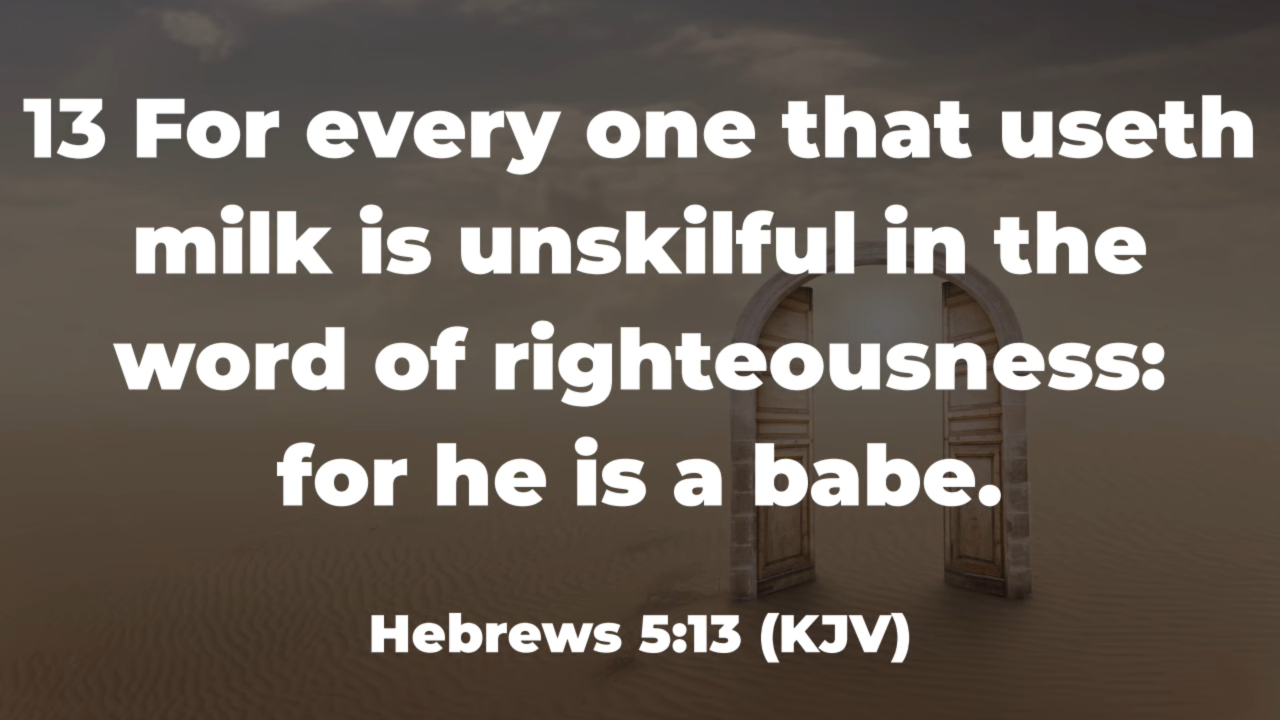 13 For every one that useth
milk is unskilful in the
word of righteousness:
for he is a babe.
Hebrews 5:13 (KJV)